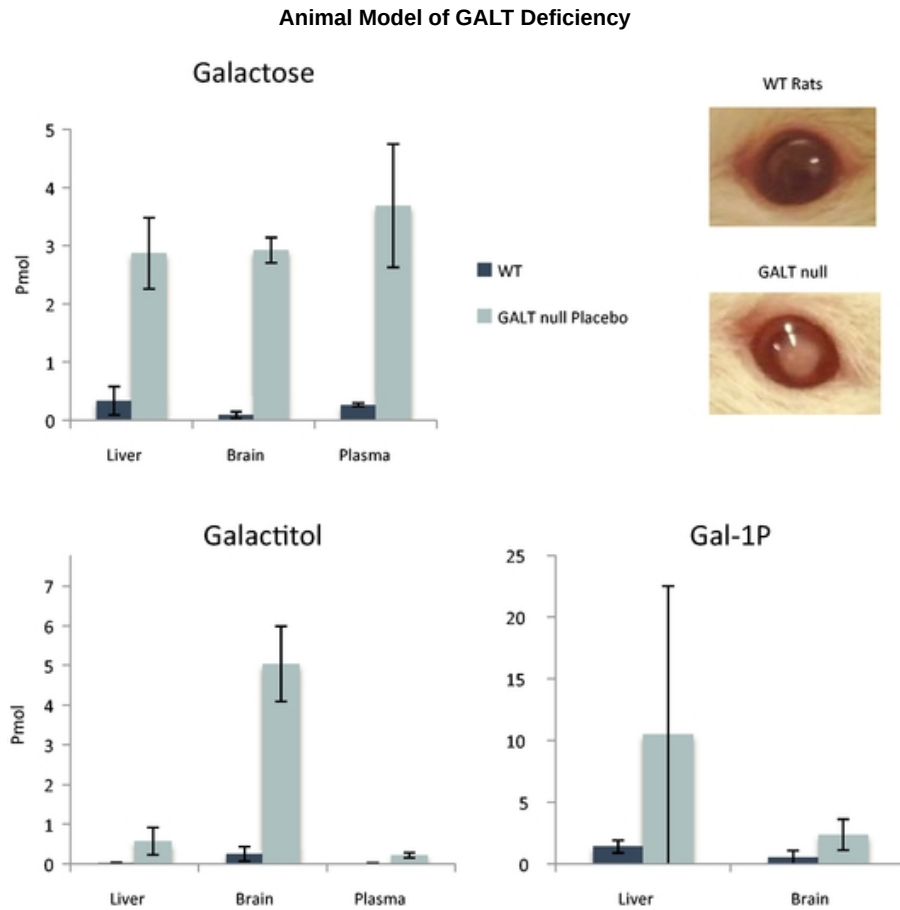 Animal Model of GALT Deficiency
Galactose
Pmol
5
4
3
2
1
0
Liver Brain Plasma
WT
GALT null Placebo
WT Rats
GALT null
Galactitol
Pmol
7
6
5
4
3
2
1
0
Liver Brain Plasma
Gal-1P
25
20
15
10
5
0
Liver Brain